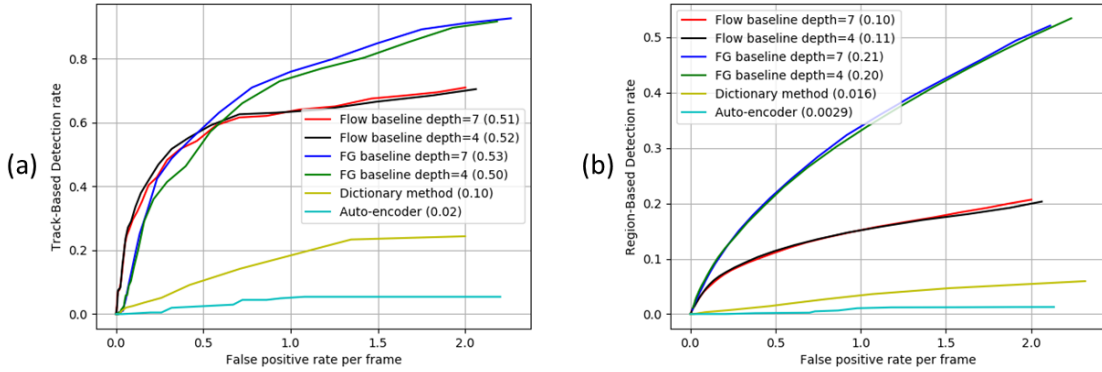 (a)
Track-Based Detection rate
0.8
0.6
0.4
0.2
0.0
Flow baseline depth=7 (0.51)
Flow baseline depth=4 (0.52)
FG baseline depth=7 (0.53)
FG baseline depth=4 (0.50)
Dictionary method (0.10)
Auto-encoder (0.02)
0.0 0.5 1.0 1.5 2.0
False positive rate per frame
(b)
Region-Based Detection rate
0.5
0.4
0.3
0.2
0.1
0.0
Flow baseline depth=7 (0.10)
Flow baseline depth=4 (0.11)
FG baseline depth=7 (0.21)
FG baseline depth=4 (0.20)
Dictionary method (0.016)
Auto-encoder (0.0029)
0.0 0.5 1.0 1.5 2.0
False positive rate per frame